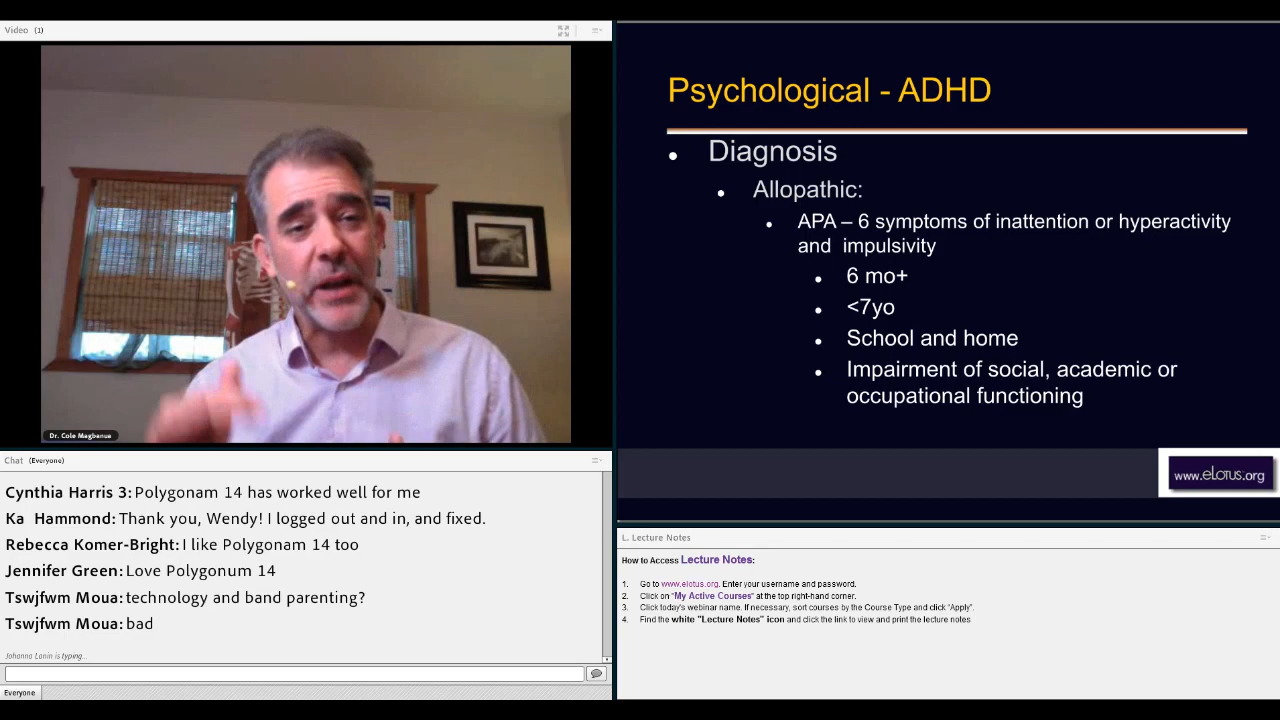 Video (1)
Dr. Cole Magbanua
Psychological - ADHD
Diagnosis
Allopathic:
APA – 6 symptoms of inattention or hyperactivity
and impulsivity
6 mo+
<7yo
School and home
Impairment of social, academic or
occupational functioning
www.eLotus.org
Chat (Everyone)
Cynthia Harris 3: Polygonam 14 has worked well for me
Ka Hammond: Thank you, Wendy! I logged out and in, and fixed.
Rebecca Komer-Bright: I like Polygonam 14 too
Jennifer Green: Love Polygonum 14
Tswjfwm Moua: technology and band parenting?
Tswjfwm Moua: bad
Johanna Lanin is typing...
Everyone
L. Lecture Notes
How to Access Lecture Notes:
1. Go to www.elotus.org. Enter your username and password.
2. Click on "My Active Courses" at the top right-hand corner.
3. Click today's webinar name. If necessary, sort courses by the Course Type and click "Apply".
4. Find the white "Lecture Notes" icon and click the link to view and print the lecture notes